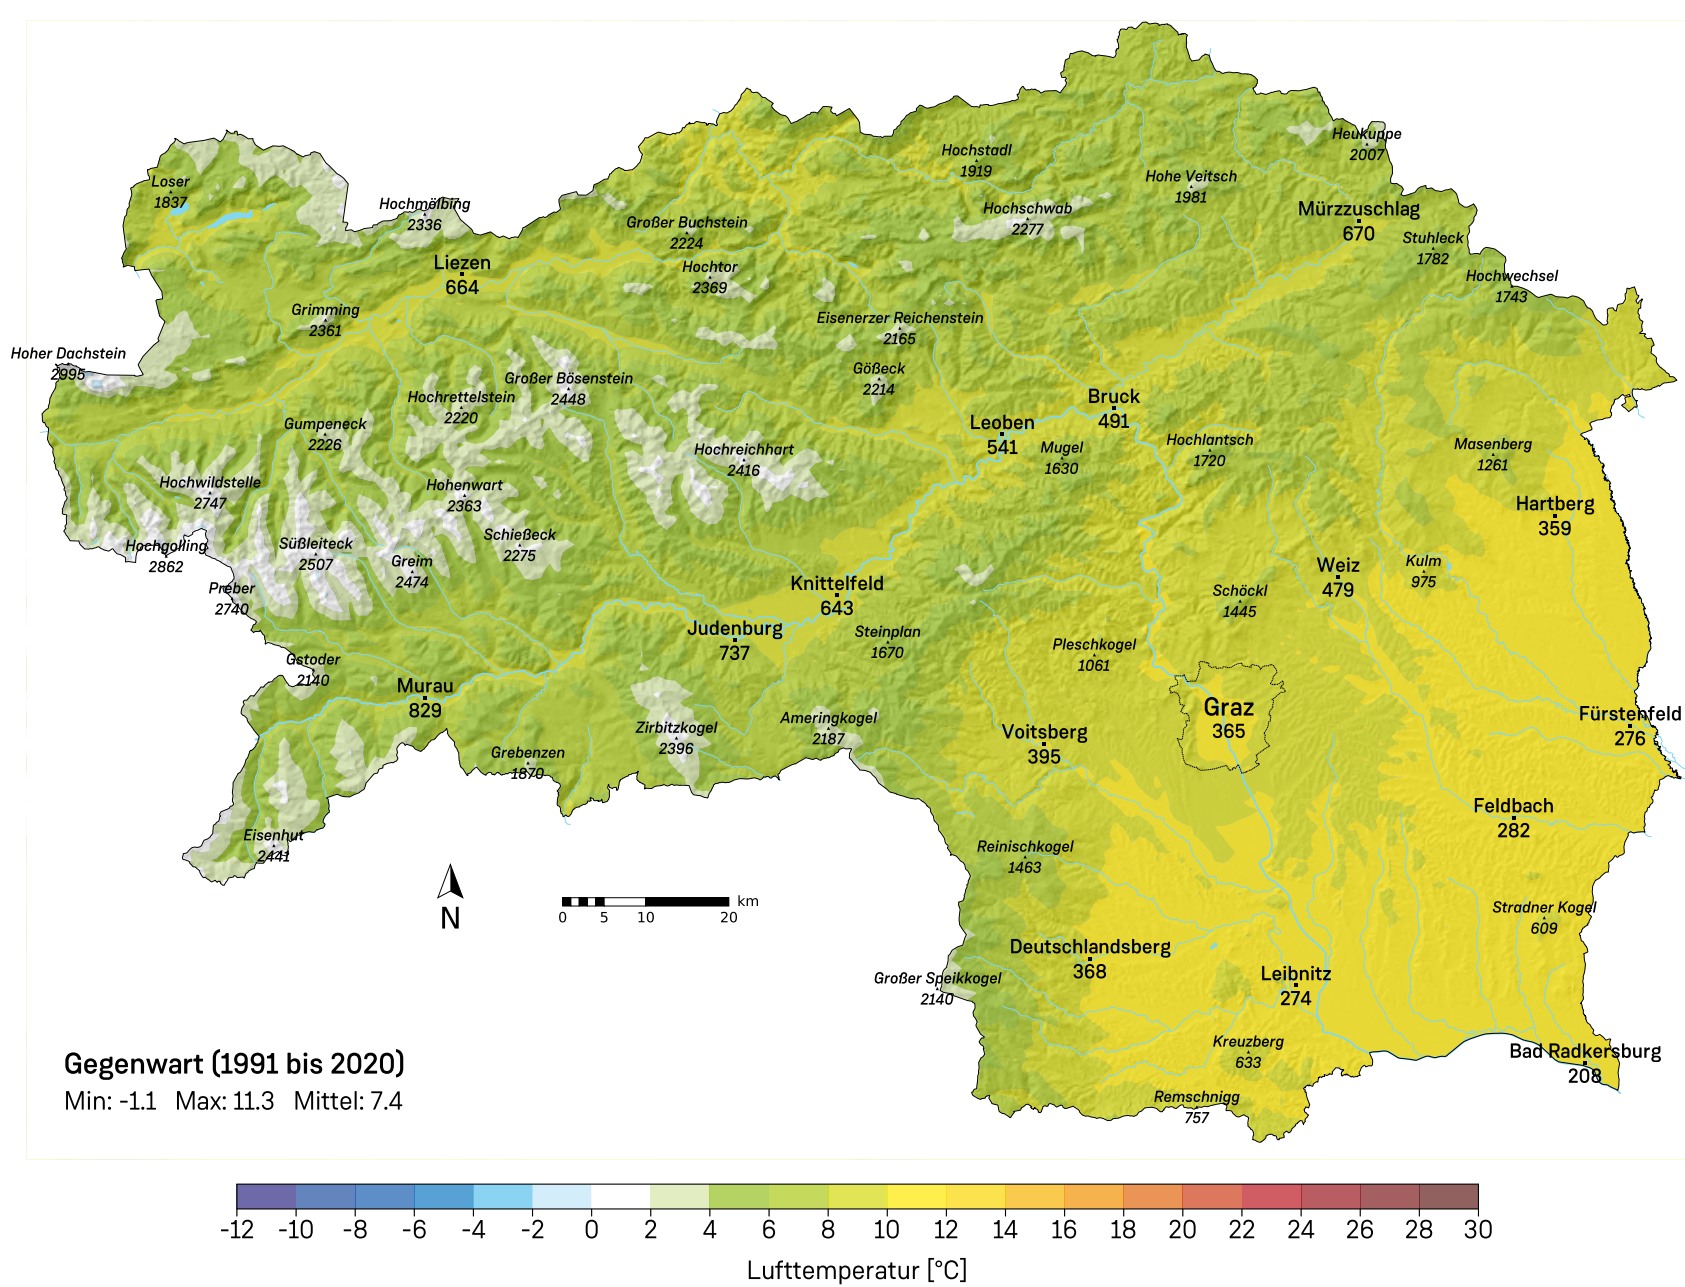 Heukuppe
2007
Hochstadl
1919
Hohe Veitsch
1981
Loser
1837
Hochmölbing
2336
Hochschwab
2277
Mürzzuschlag
670
Großer Buchstein
2224
Stuhleck
1782
Liezen
664
Hochtor
2369
Hochwechsel
1743
Grimming
2361
Eisenerzer Reichenstein
2165
Hoher Dachstein
2995
Gößeck
2214
Großer Bösenstein
2448
Hochrettelstein
2220
Bruck
491
Gumpeneck
2226
Leoben
541
Mugel
1630
Hochlantsch
1720
Masenberg
1261
Hochreichhart
2416
Hochwildstelle
2747
Hohenwart
2363
Hartberg
359
Schießeck
2275
Hochgolling
2862
Süßleiteck
2507
Greim
2474
Weiz
479
Kulm
975
Knittelfeld
643
Preber
2740
Schöckl
1445
Judenburg
737
Steinplan
1670
Pleschkogel
1061
Gstoder
2140
Murau
829
Graz
365
Fürstenfeld
276
Zirbitzkogel
2396
Ameringkogel
2187
Voitsberg
395
Grebenzen
1870
Feldbach
282
Eisenhut
2441
Reinischkogel
1463
N
0 5 10 20 km
Stradner Kogel
609
Deutschlandsberg
368
Großer Speikkogel
2140
Leibnitz
274
Kreuzberg
633
Bad Radkersburg
208
Remschnigg
757
Gegenwart (1991 bis 2020)
Min: -1.1 Max: 11.3 Mittel: 7.4
-12 -10 -8 -6 -4 -2 0 2 4 6 8 10 12 14 16 18 20 22 24 26 28 30
Lufttemperatur [°C]